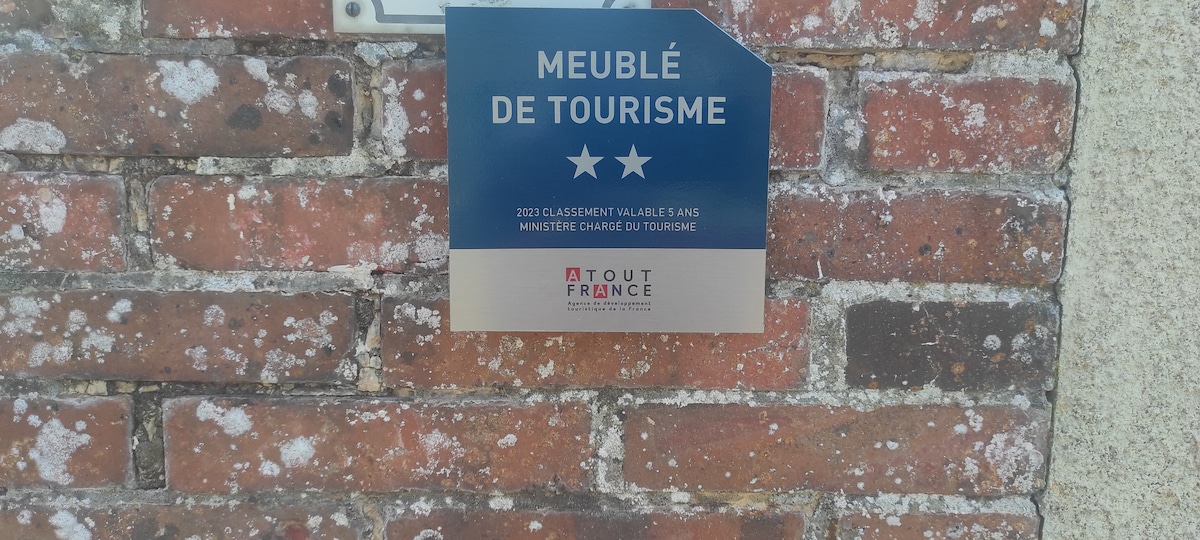 MEUBLÉ
DE TOURISME
2023 CLASSEMENT VALABLE 5 ANS
MINISTÈRE CHARGÉ DU TOURISME
ATOUT
FRANCE
Agence de développement
touristique de la France